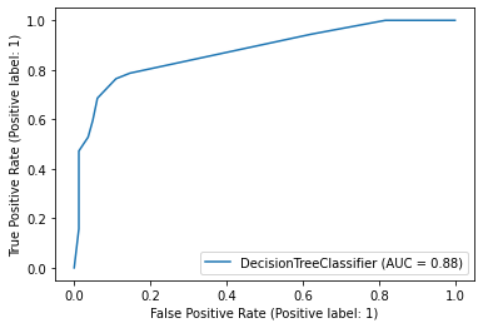 1.0
0.8
0.6
0.4
0.2
0.0
True Positive Rate (Positive label: 1)
DecisionTreeClassifier (AUC = 0.88)
0.0 0.2 0.4 0.6 0.8 1.0
False Positive Rate (Positive label: 1)